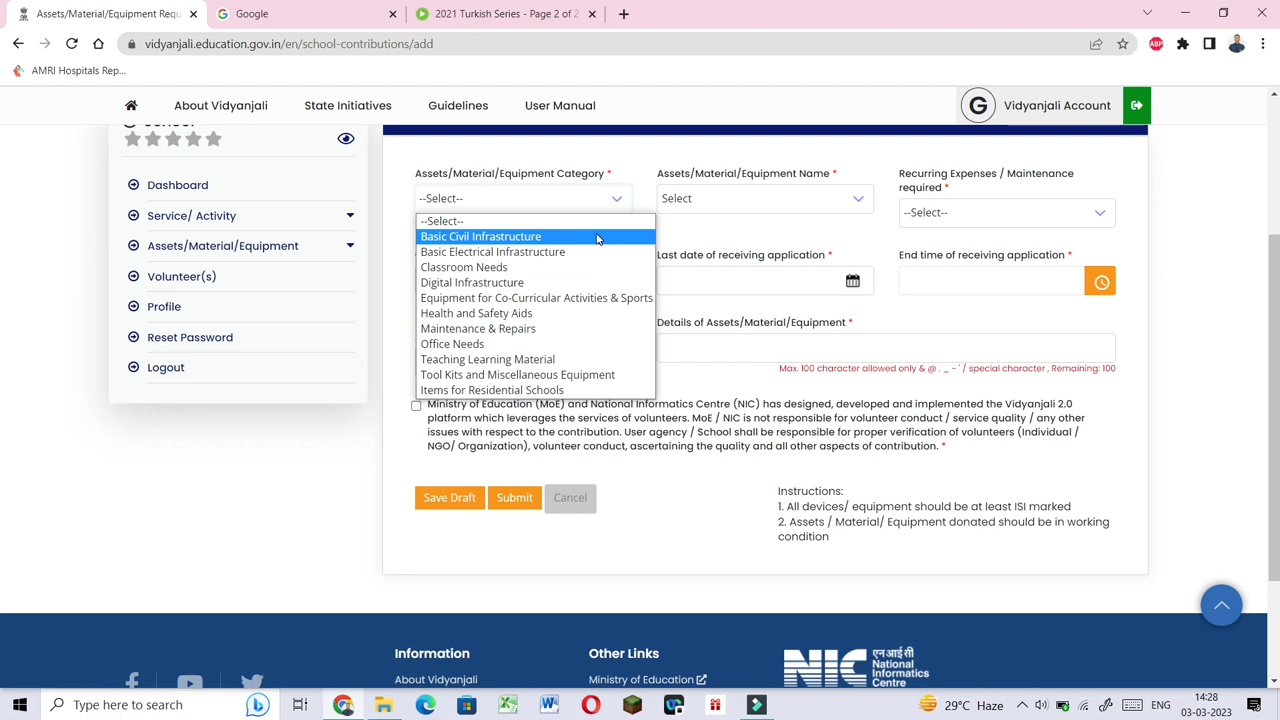 Assets/Material/Equipment Requ
Google
2021 Turkish Series - Page 2 of 2
vidyanjali.education.gov.in/en/school-contributions/add
ABP
AMRI Hospitals Rep...
About Vidyanjali
State Initiatives
Guidelines
User Manual
G
Vidyanjali Account
Dashboard
Service/ Activity
Assets/Material/Equipment
Volunteer(s)
Profile
Reset Password
Logout
Assets/Material/Equipment Category *
--Select--
Assets/Material/Equipment Name *
Select
Recurring Expenses / Maintenance
required *
--Select--
--Select--
Basic Civil Infrastructure
Basic Electrical Infrastructure
Classroom Needs
Digital Infrastructure
Equipment for Co-Curricular Activities & Sports
Health and Safety Aids
Maintenance & Repairs
Office Needs
Teaching Learning Material
Tool Kits and Miscellaneous Equipment
Items for Residential Schools
Last date of receiving application *
End time of receiving application *
Details of Assets/Material/Equipment *
Max. 100 character allowed only & @ . _ - ' / special character , Remaining: 100
Ministry of Education (MoE) and National Informatics Centre (NIC) has designed, developed and implemented the Vidyanjali 2.0
platform which leverages the services of volunteers. MoE / NIC is not responsible for volunteer conduct / service quality / any other
issues with respect to the contribution. User agency / School shall be responsible for proper verification of volunteers (Individual /
NGO/ Organization), volunteer conduct, ascertaining the quality and all other aspects of contribution. *
Save Draft
Submit
Cancel
Instructions:
1. All devices/ equipment should be at least ISI marked
2. Assets / Material/ Equipment donated should be in working
condition
Information
About Vidyanjali
Other Links
Ministry of Education
NIC
एन आई सी
National
Informatics
Centre
Type here to search
29°C Haze
ENG
14:28
03-03-2023